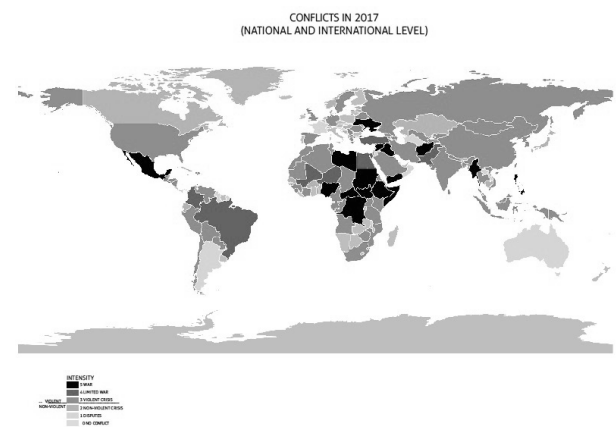 CONFLICTS IN 2017
(NATIONAL AND INTERNATIONAL LEVEL)
INTENSITY
5 WAR
4 LIMITED WAR
VIOLENT
3 VIOLENT CRISIS
NON-VIOLENT
2 NON-VIOLENT CRISIS
1 DISPUTES
0 NO CONFLICT